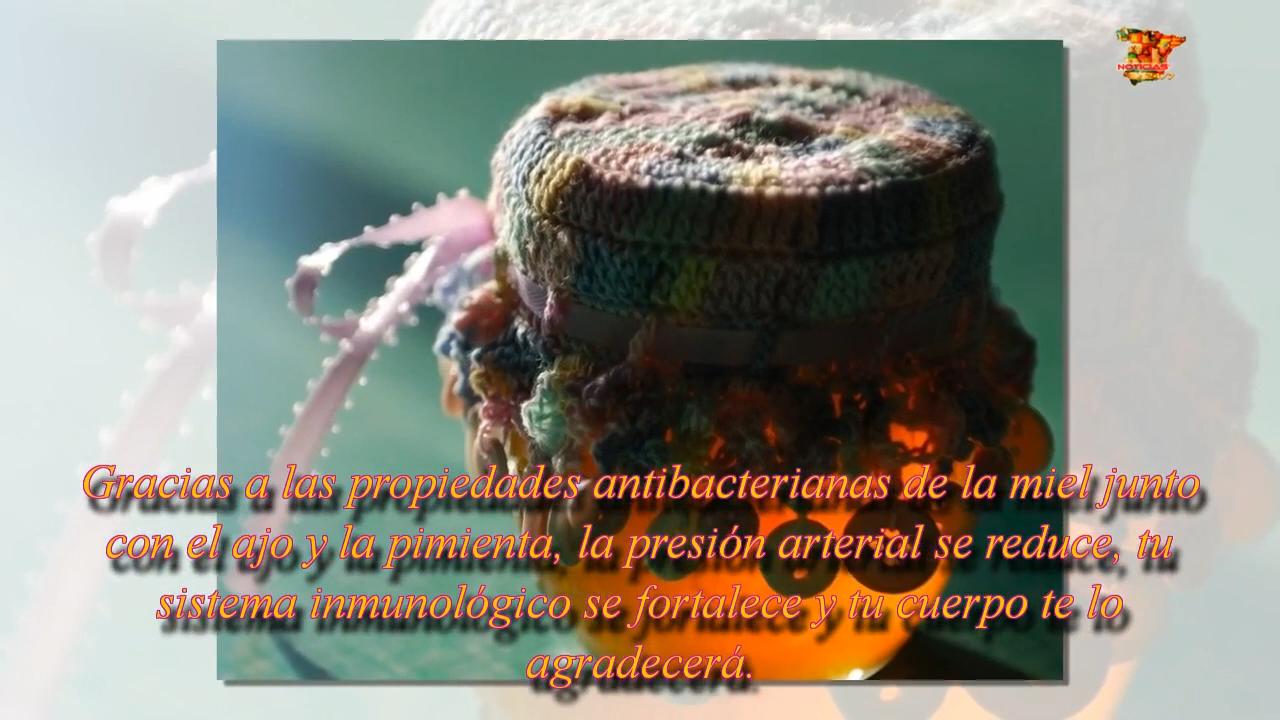 NOTICIAS
Gracias a las propiedades antibacterianas de la miel junto
con el ajo y la pimienta, la presión arterial se reduce, tu
sistema inmunológico se fortalece y tu cuerpo te lo
agradecerá.